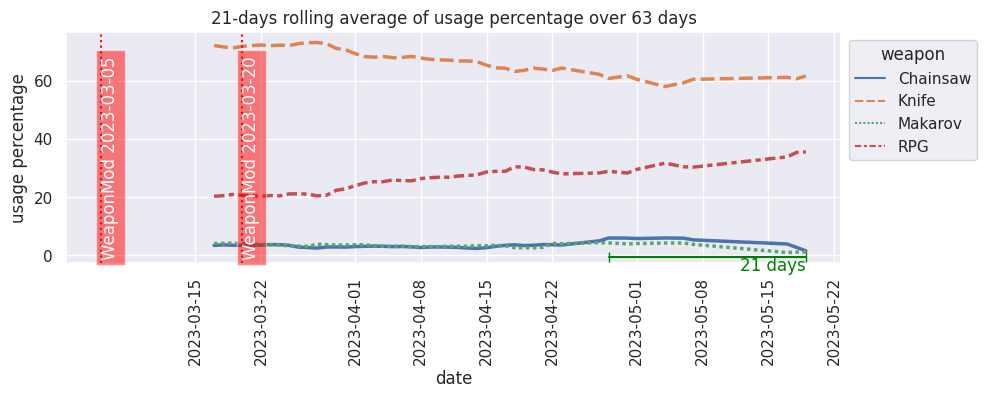 21-days rolling average of usage percentage over 63 days
usage percentage
60
40
20
0
WeaponMod 2023-03-05
WeaponMod 2023-03-20
21 days
2023-03-15
2023-03-22
2023-04-01
2023-04-08
2023-04-15
2023-04-22
2023-05-01
2023-05-08
2023-05-15
2023-05-22
date
weapon
Chainsaw
Knife
Makarov
RPG